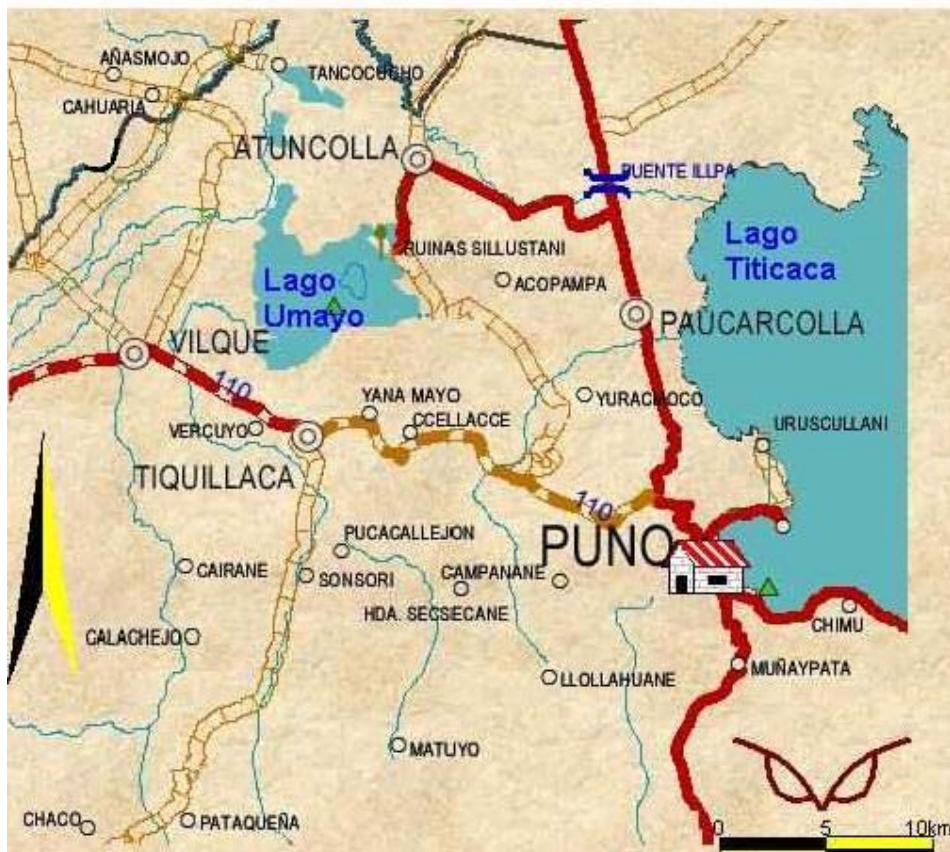 AÑASMOJO
TANCOCUCHO
CAHUARIA
ATUNCOLLA
PUENTE ILLPA
Lago
Titicaca
RUINAS SILLUSTANI
Lago
Umayo
ACOPAMPA
PAUCARCOLLA
VILQUE
110
YANA MAYO
YURACMOCO
CCELLACCE
URUSCULLANI
VERCUYO
TIQUILLACA
110
PUNO
PUCACALLEJON
CAIRANE
SONSORI
CAMPANANE
HDA. SECSECANE
CHIMU
CALACHEJO
MUÑAYPATA
LLOLLAHUANE
MATUYO
CHACO
PATAQUEÑA
0 5 10km